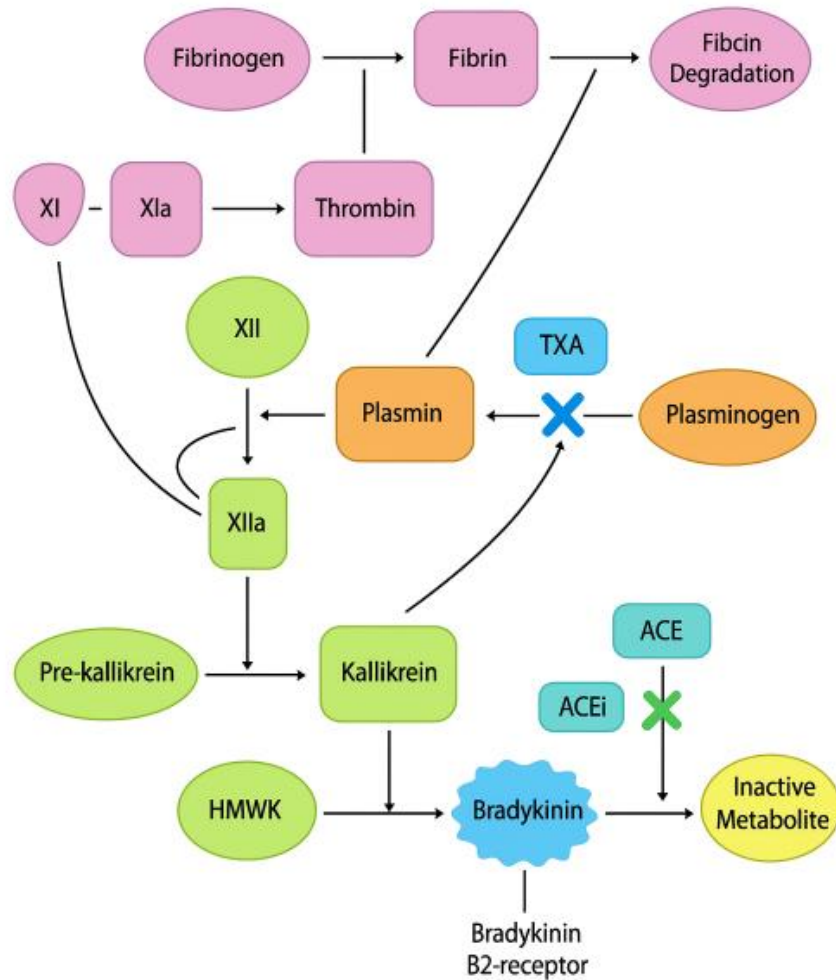 Fibrinogen
Fibrin
Fibcin
Degradation
XI
XIa
Thrombin
XII
TXA
Plasmin
Plasminogen
XIIa
ACE
Pre-kallikrein
Kallikrein
ACEi
HMWK
Bradykinin
Inactive
Metabolite
Bradykinin
B2-receptor